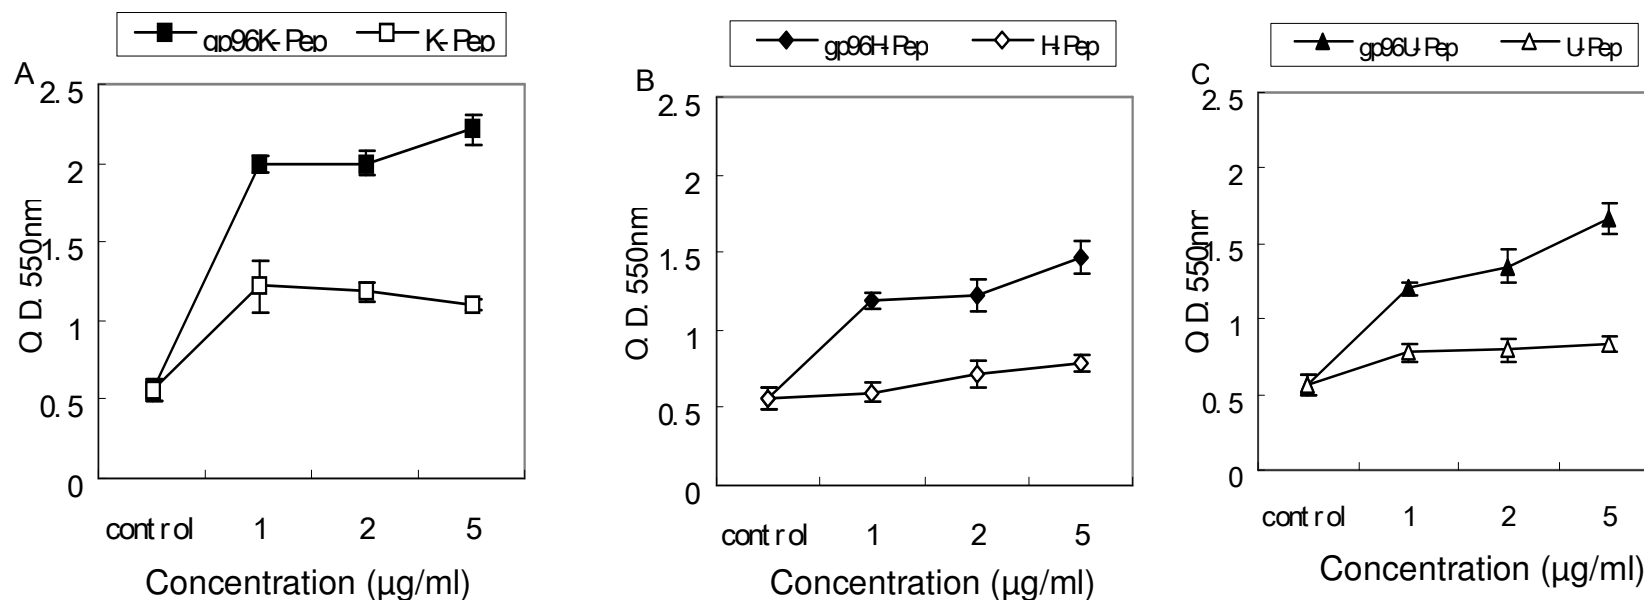 gp96K-Pep K-Pep
A
2.5
2
1.5
1
0.5
0
O.D.550nm
control 1 2 5
Concentration (µg/ml)
gp96H-Pep H-Pep
B
2.5
2
1.5
1
0.5
0
O.D.550nm
control 1 2 5
Concentration (µg/ml)
gp96U-Pep U-Pep
C
2.5
2
1.5
1
0.5
0
O.D.550nm
control 1 2 5
Concentration (µg/ml)